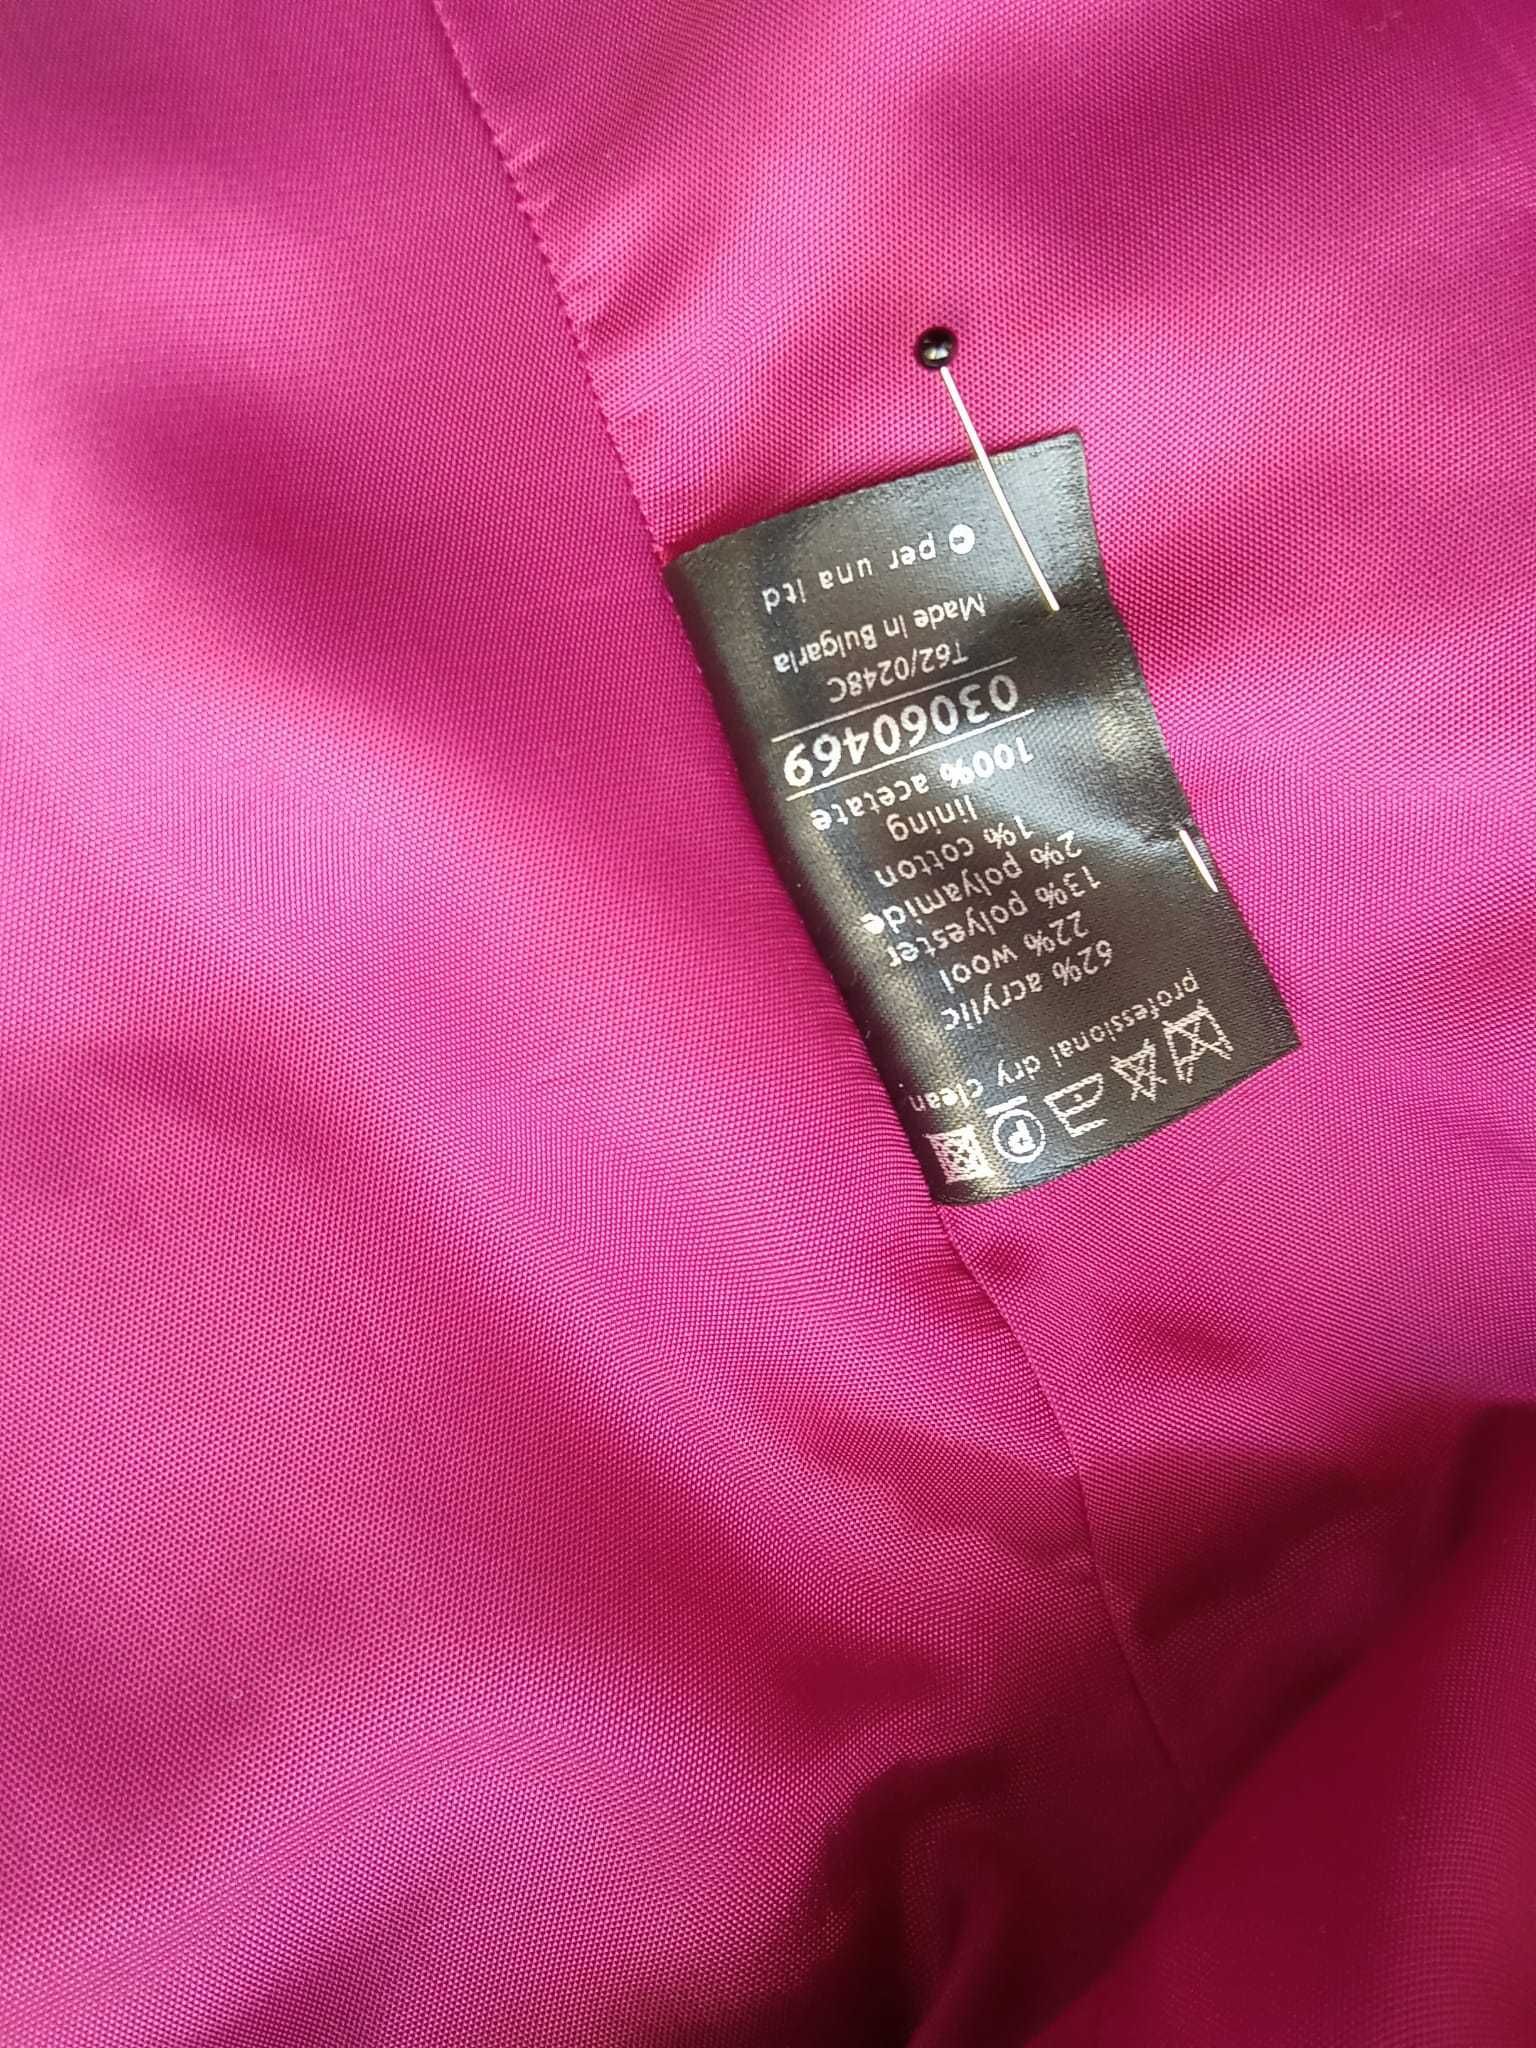 P
professional dry clean
62% acrylic
22% wool
13% polyester
2% polyamide
1% cotton
lining
100% acetate
03060469
T62/0248C
Made in Bulgaria
© per una ltd